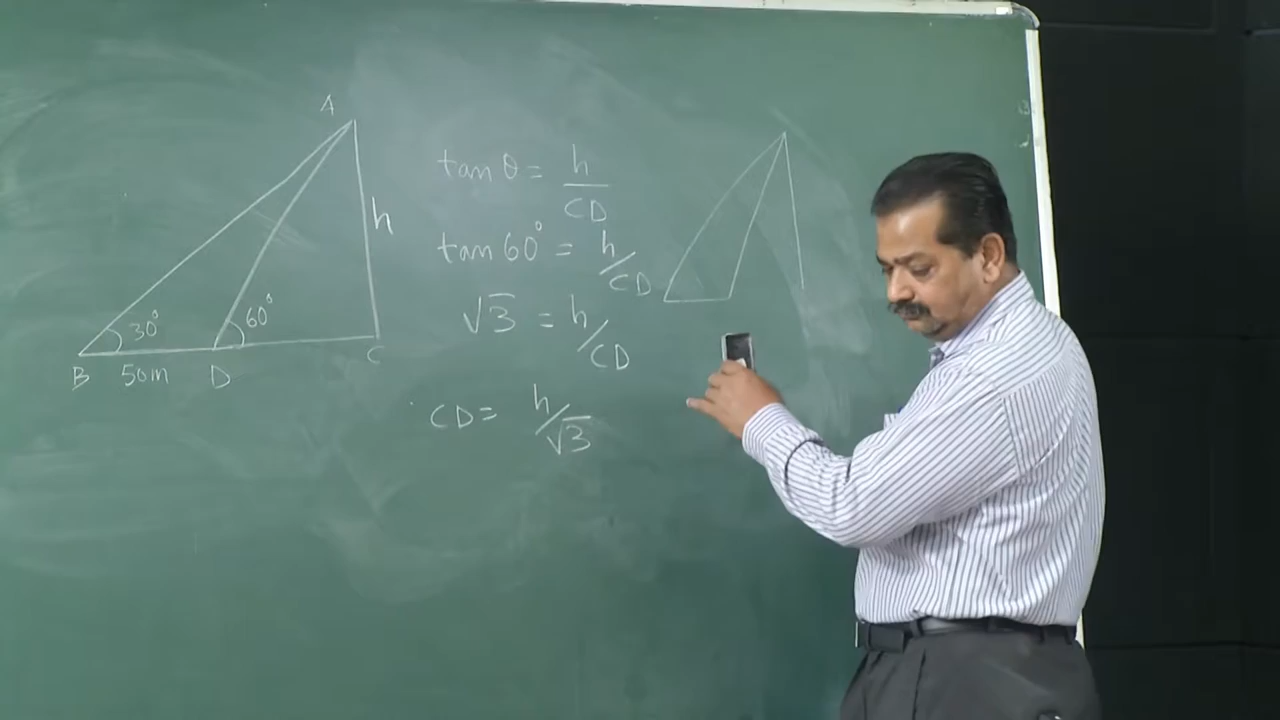 A
h
30°
60°
B 50m D C
tan θ = h/CD
tan 60° = h/CD
√3 = h/CD
CD = h/√3